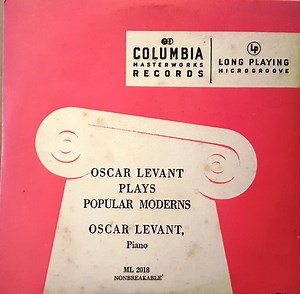 COLUMBIA
MASTERWORKS
RECORDS
Lp
LONG PLAYING
MICROGROOVE
OSCAR LEVANT
PLAYS
POPULAR MODERNS
OSCAR LEVANT,
Piano
ML 2018
NONBREAKABLE